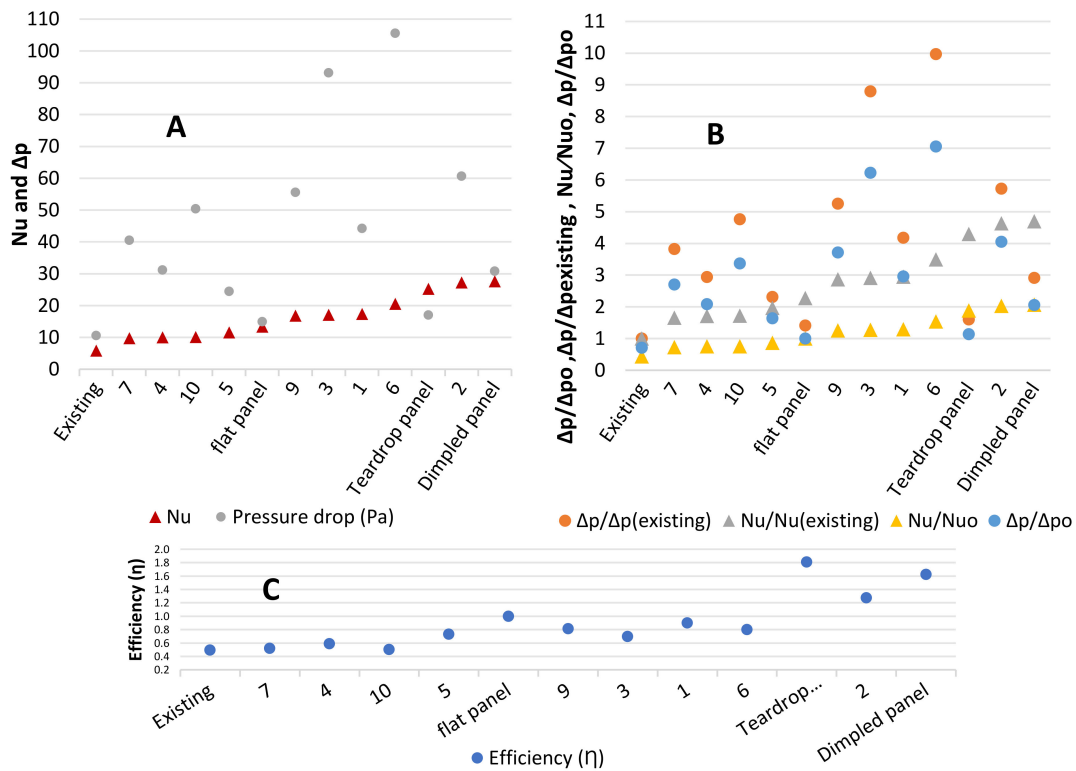 110
100
90
80
70
60
50
40
30
20
10
0
Nu and Δp
A
Existing
7
4
10
5
flat panel
9
3
1
6
Teardrop panel
2
Dimpled panel
Nu
Pressure drop (Pa)
11
10
9
8
7
6
5
4
3
2
1
0
Δp/Δpo ,Δp/Δpexisting , Nu/Nuo, Δp/Δpo
B
Existing
7
4
10
5
flat panel
9
3
1
6
Teardrop panel
2
Dimpled panel
Δp/Δp(existing)
Nu/Nu(existing)
Nu/Nuo
Δp/Δpo
2.0
1.8
1.6
1.4
1.2
1.0
0.8
0.6
0.4
0.2
Efficiency (η)
C
Existing
7
4
10
5
flat panel
9
3
1
6
Teardrop...
2
Dimpled panel
Efficiency (η)